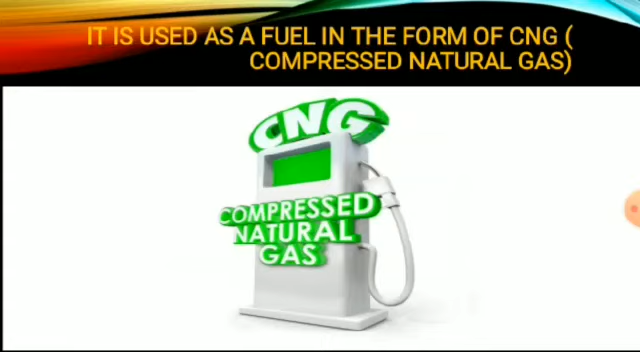 IT IS USED AS A FUEL IN THE FORM OF CNG (
COMPRESSED NATURAL GAS)
CNG
COMPRESSED
NATURAL
GAS